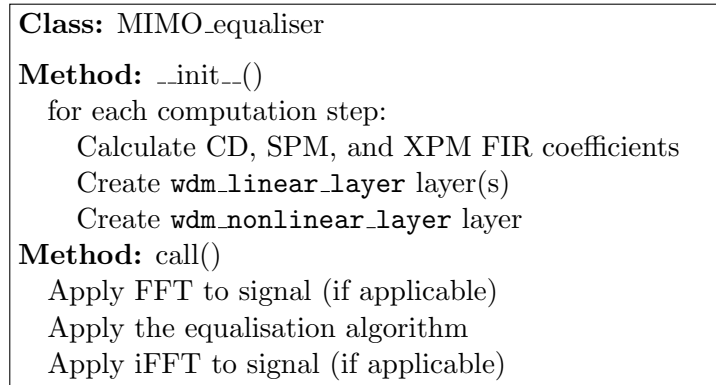 Class: MIMO_equaliser
Method: __init__()
for each computation step:
Calculate CD, SPM, and XPM FIR coefficients
Create wdm_linear_layer layer(s)
Create wdm_nonlinear_layer layer
Method: call()
Apply FFT to signal (if applicable)
Apply the equalisation algorithm
Apply iFFT to signal (if applicable)